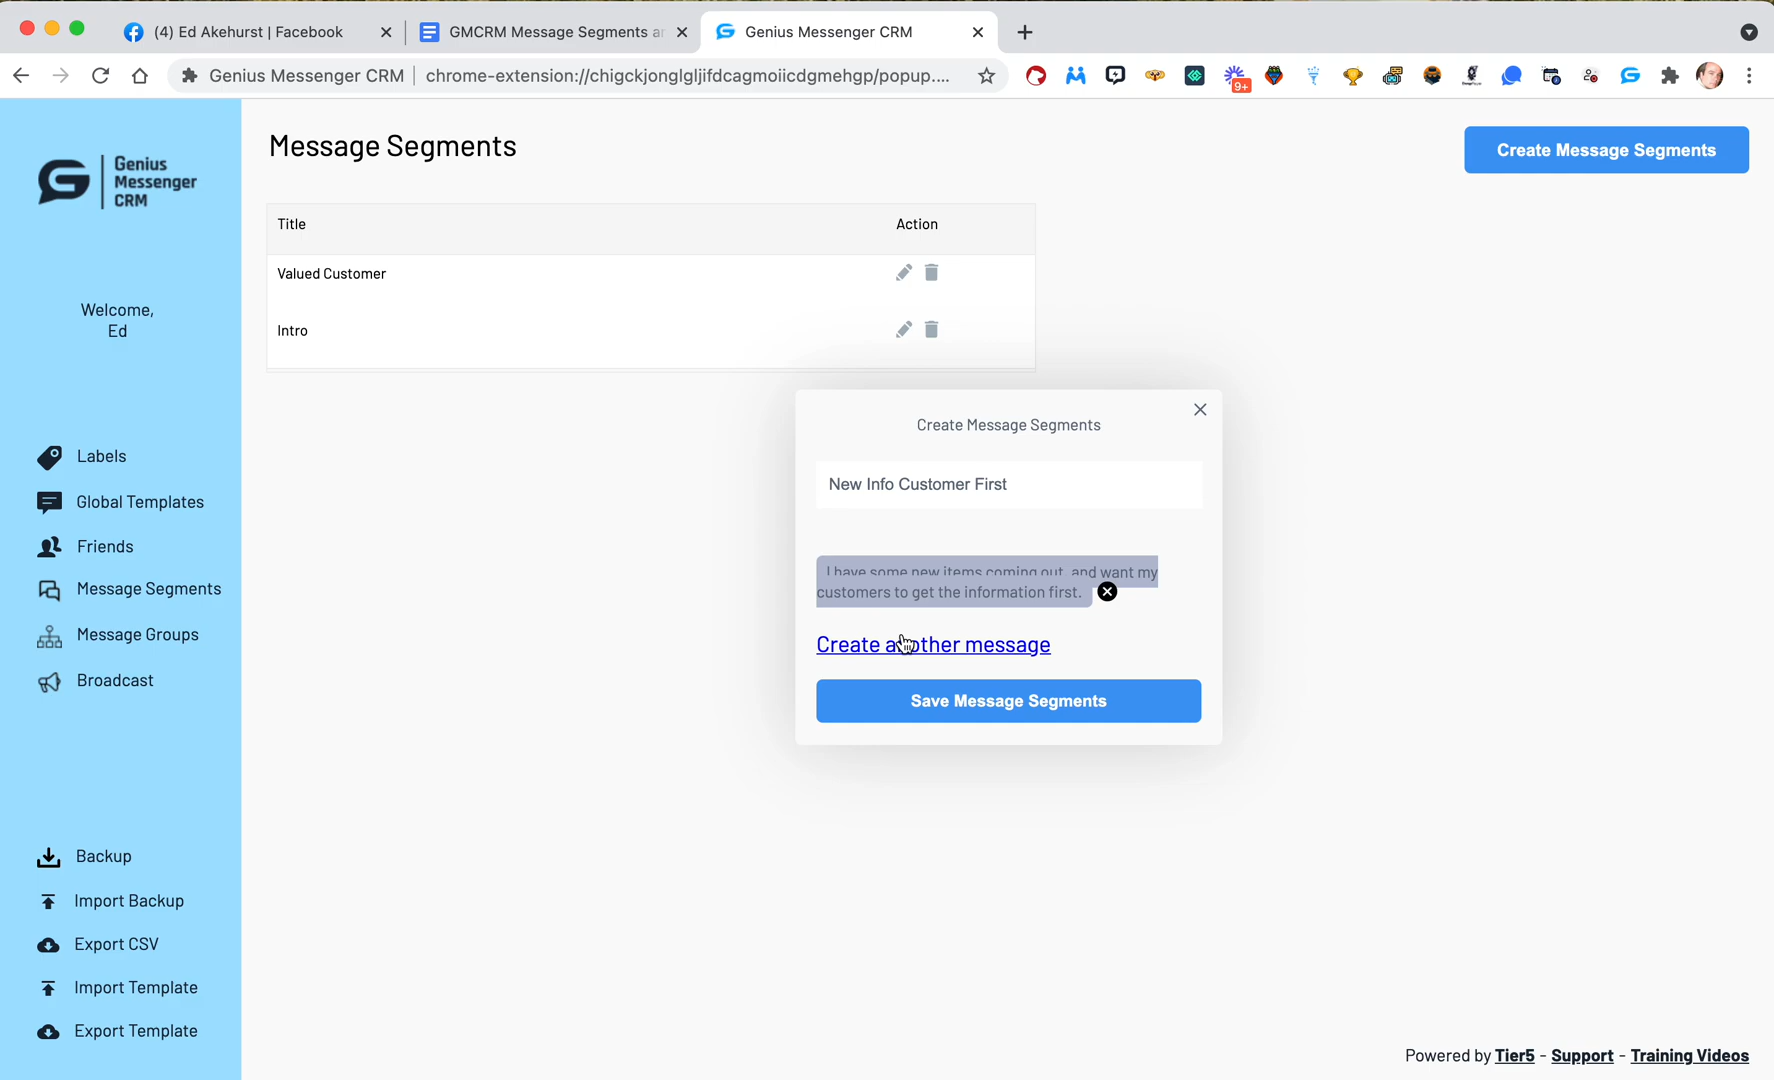 (4) Ed Akehurst | Facebook
GMCRM Message Segments ar
Genius Messenger CRM
Genius Messenger CRM
chrome-extension://chigckjonglgljifdcagmoiicdgmehgp/popup....
9+
Genius
Messenger
CRM
Welcome,
Ed
Labels
Global Templates
Friends
Message Segments
Message Groups
Broadcast
Backup
Import Backup
Export CSV
Import Template
Export Template
Message Segments
Create Message Segments
Title Action
Valued Customer
Intro
Create Message Segments
New Info Customer First
I have some new items coming out, and want my
customers to get the information first.
Create another message
Save Message Segments
Powered by Tier5 - Support - Training Videos